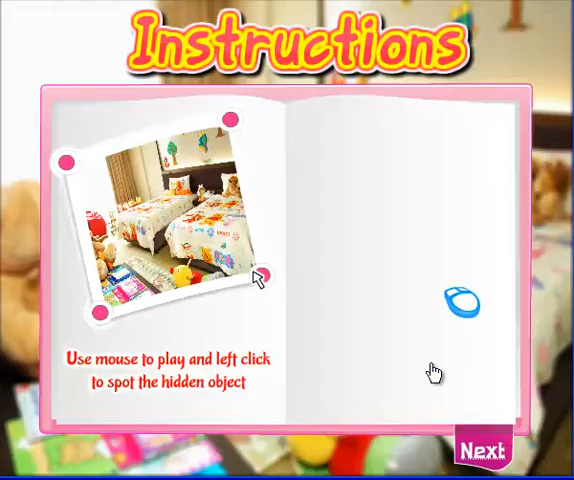 Instructions
Use mouse to play and left click
to spot the hidden object
Next